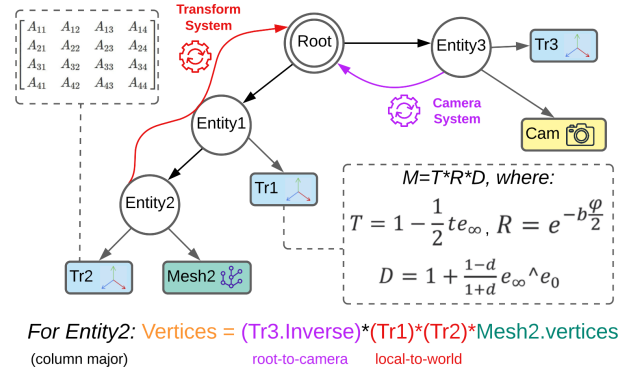 Transform
System
A₁₁ A₁₂ A₁₃ A₁₄
A₂₁ A₂₂ A₂₃ A₂₄
A₃₁ A₃₂ A₃₃ A₃₄
A₄₁ A₄₂ A₄₃ A₄₄
Root
Entity3
Tr3
Camera
System
Cam
Entity1
Tr1
Entity2
Tr2
Mesh2
M=T*R*D, where:
T = 1 − 1/2 te∞ , R = e^(−b φ/2)
D = 1 + (1−d)/(1+d) e∞^e₀
For Entity2: Vertices = (Tr3.Inverse)*(Tr1)*(Tr2)*Mesh2.vertices
(column major) root-to-camera local-to-world